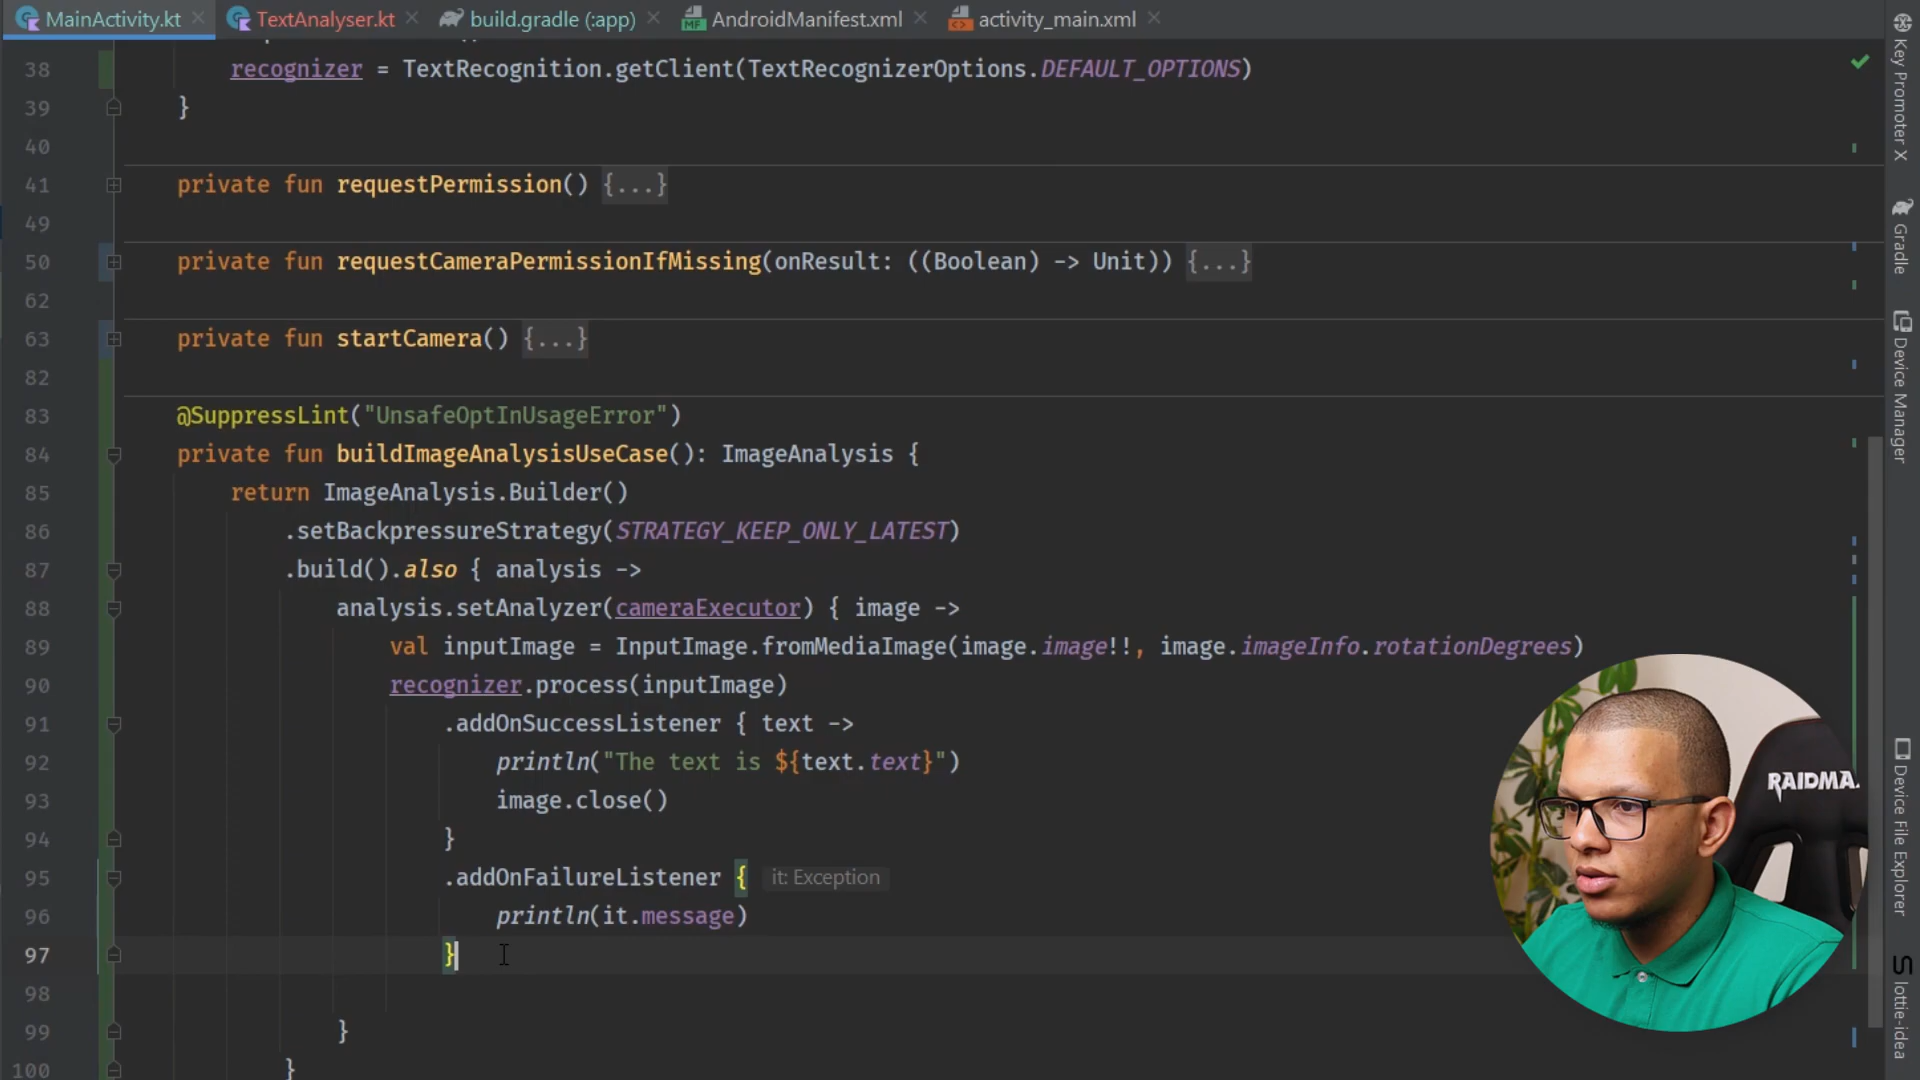 MainActivity.kt
TextAnalyser.kt
build.gradle (:app)
AndroidManifest.xml
activity_main.xml
38 recognizer = TextRecognition.getClient(TextRecognizerOptions.DEFAULT_OPTIONS)
39 }
40
41 private fun requestPermission() {...}
49
50 private fun requestCameraPermissionIfMissing(onResult: ((Boolean) -> Unit)) {...}
62
63 private fun startCamera() {...}
82
83 @SuppressLint("UnsafeOptInUsageError")
84 private fun buildImageAnalysisUseCase(): ImageAnalysis {
85 return ImageAnalysis.Builder()
86 .setBackpressureStrategy(STRATEGY_KEEP_ONLY_LATEST)
87 .build().also { analysis ->
88 analysis.setAnalyzer(cameraExecutor) { image ->
89 val inputImage = InputImage.fromMediaImage(image.image!!, image.imageInfo.rotationDegrees)
90 recognizer.process(inputImage)
91 .addOnSuccessListener { text ->
92 println("The text is ${text.text}")
93 image.close()
94 }
95 .addOnFailureListener { it: Exception
96 println(it.message)
97 }
98
99 }
100 }
Key Promoter X
Gradle
Device Manager
Device File Explorer
lottie-idea
RAIDMA